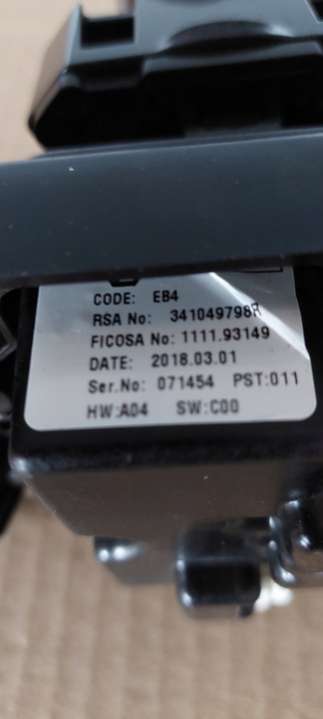 CODE: EB4
RSA No: 341049798R
FICOSA No: 1111.93149
DATE: 2018.03.01
Ser.No: 071454 PST:011
HW:A04 SW:C00